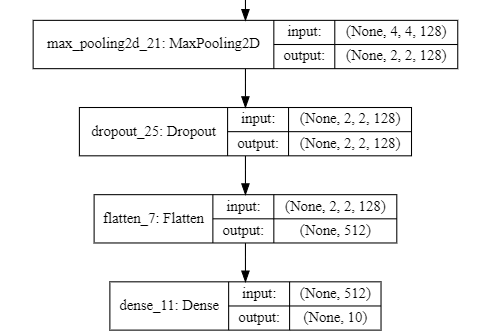 max_pooling2d_21: MaxPooling2D input: (None, 4, 4, 128)
output: (None, 2, 2, 128)
dropout_25: Dropout input: (None, 2, 2, 128)
output: (None, 2, 2, 128)
flatten_7: Flatten input: (None, 2, 2, 128)
output: (None, 512)
dense_11: Dense input: (None, 512)
output: (None, 10)